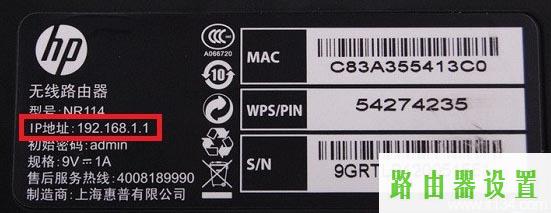 hp
无线路由器
型号: NR114
IP地址: 192.168.1.1
初始密码: admin
规格: 9V⎓1A
售后服务热线: 4008189990
制造商: 上海惠普有限公司
CCC
A066720
10
MAC
C83A355413C0
WPS/PIN
54274235
S/N
9GRT
路由器设置